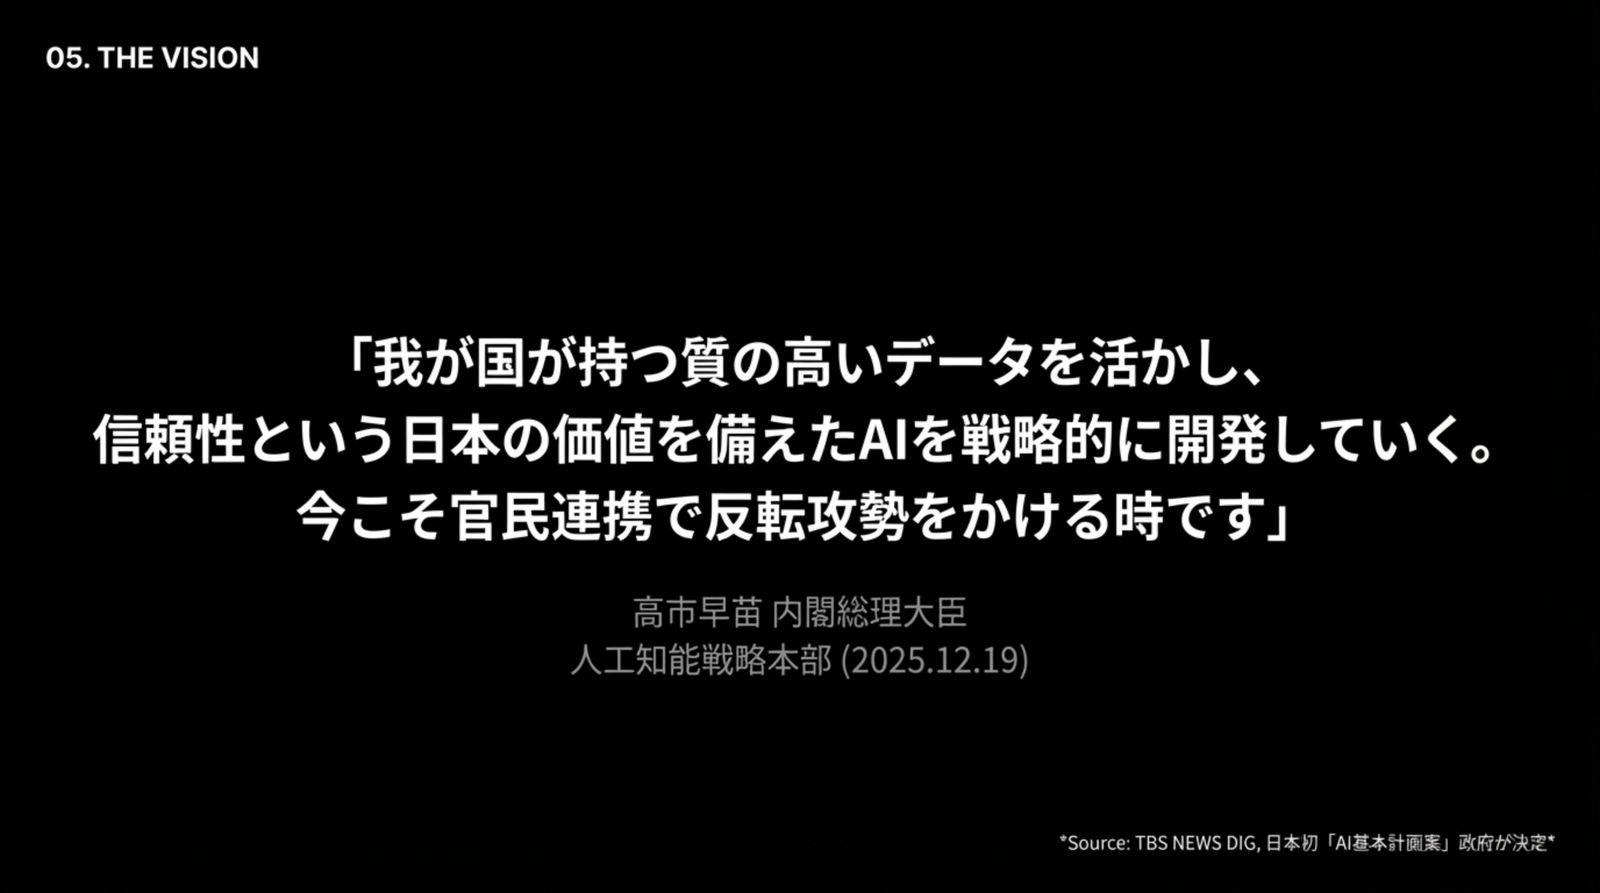 05. THE VISION
「我が国が持つ質の高いデータを活かし、
信頼性という日本の価値を備えたAIを戦略的に開発していく。
今こそ官民連携で反転攻勢をかける時です」
高市早苗 内閣総理大臣
人工知能戦略本部 (2025.12.19)
*Source: TBS NEWS DIG, 日本初「AI基本計画案」政府が決定*